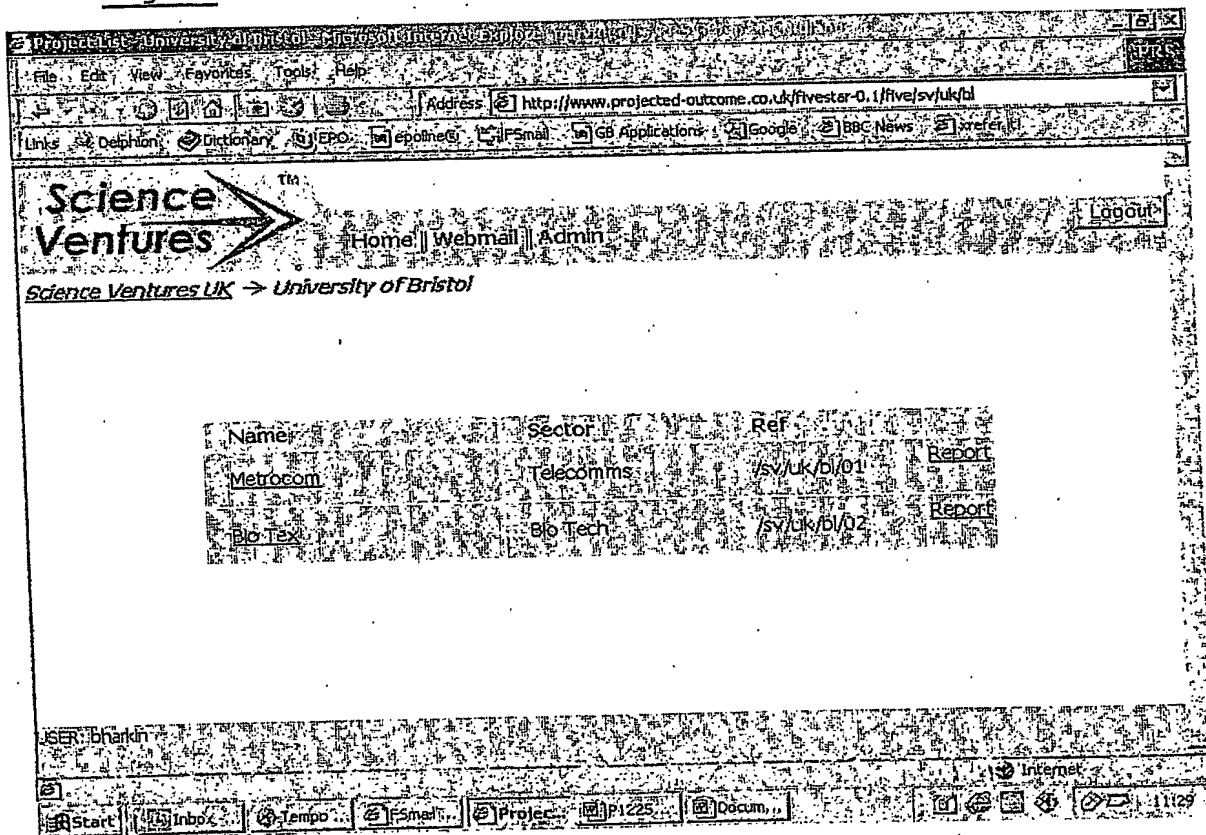 Project List - University of Bristol - Microsoft Internet Explorer
File Edit View Favorites Tools Help
Address http://www.projected-outcome.co.uk/fivestar-0.1/five/sv/uk/bl
Links Delphion Dictionary EPO epoline® FSmail GB Applications Google BBC News
Science Ventures TM
Home || Webmail || Admin
Logout
Science Ventures UK → University of Bristol
Name Sector Ref
Metrocom Telecomms /sv/uk/bl/01 Report
Bio Tex Bio Tech /sv/uk/bl/02 Report
USER: bharkin
Internet
Start Inbox Tempo... FSmail... Projec... P1225... Docum... 11:29